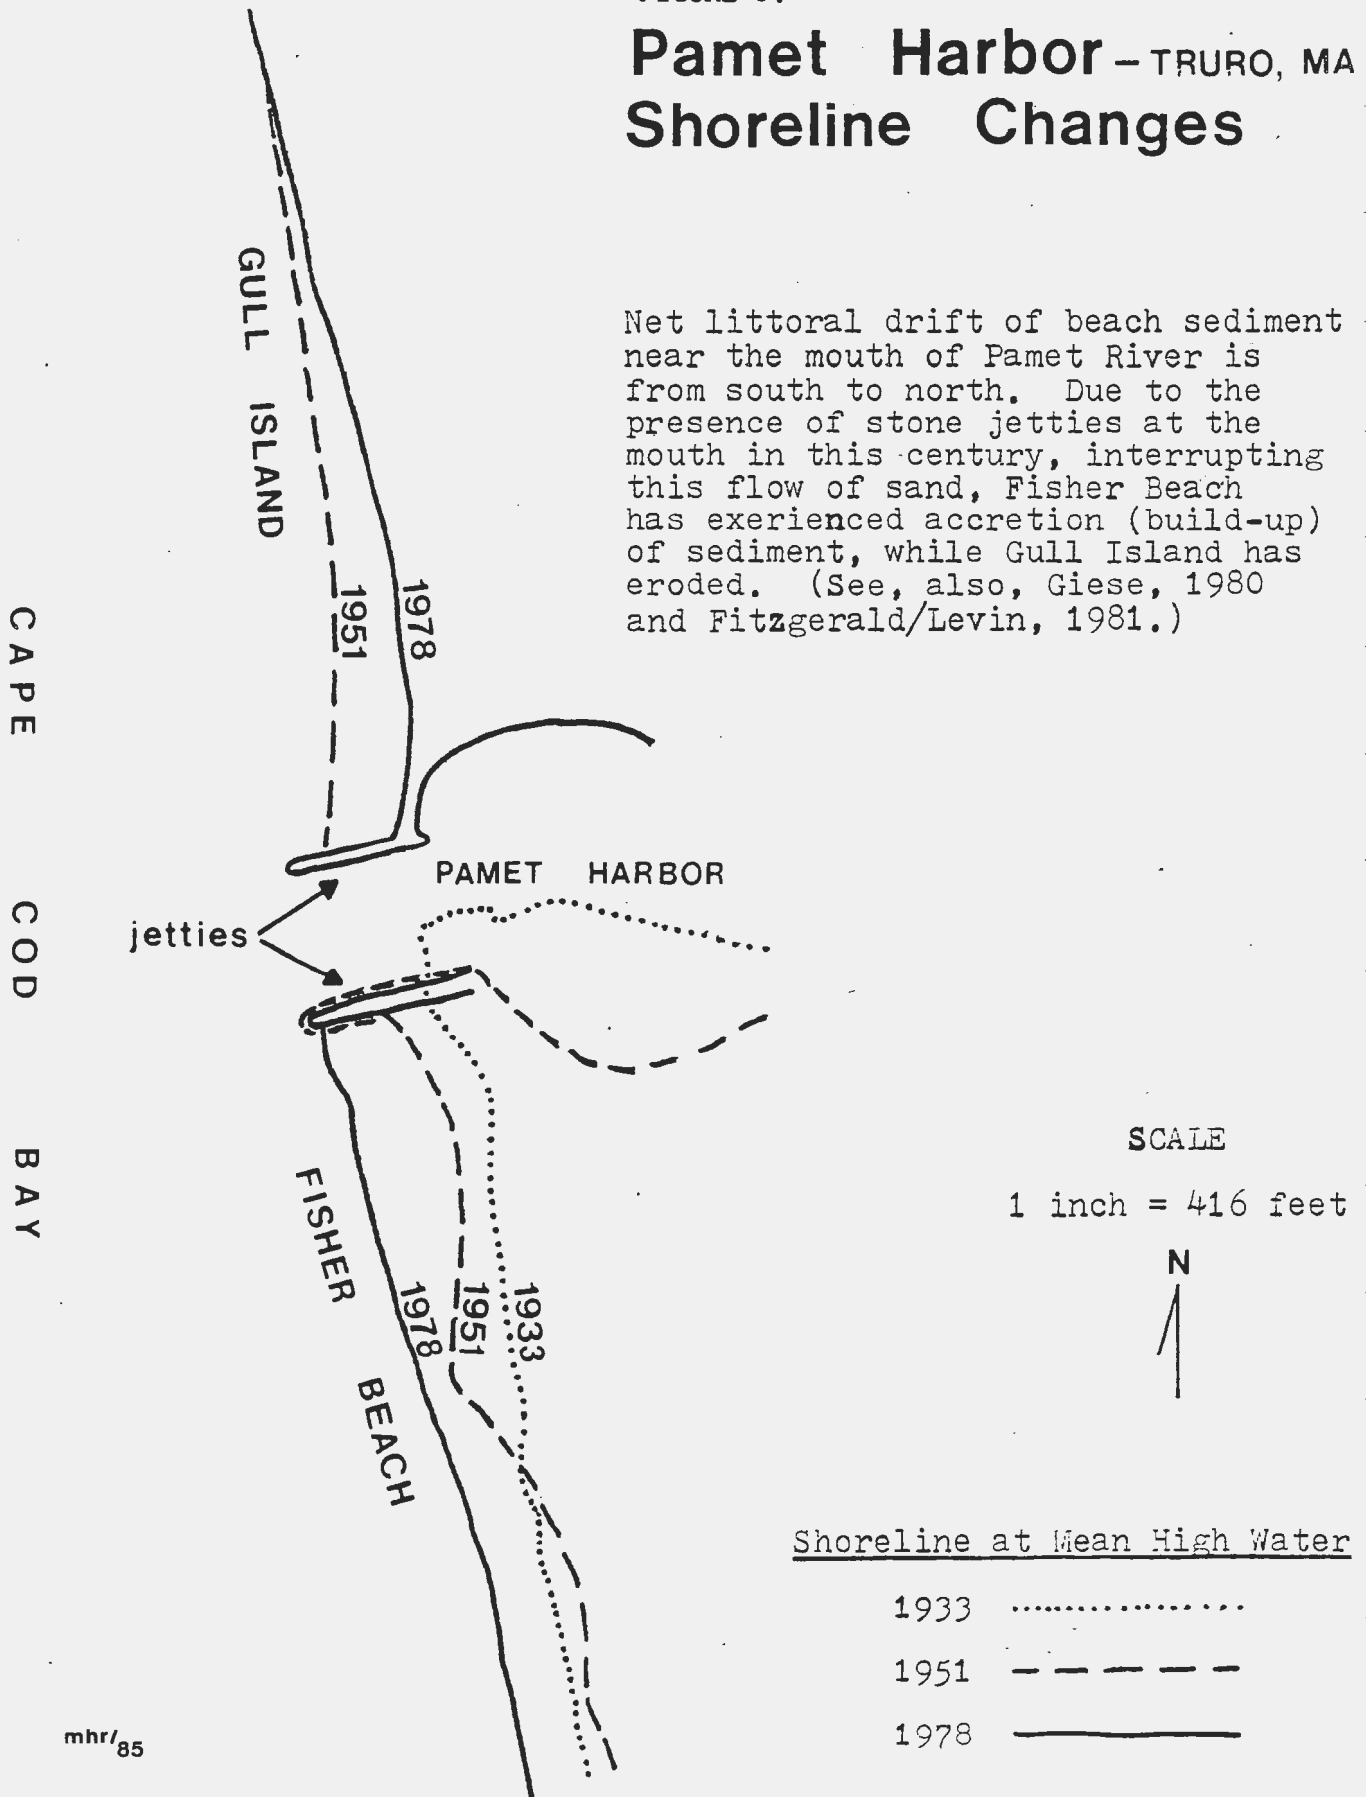 Pamet Harbor – TRURO, MA
Shoreline Changes
Net littoral drift of beach sediment
near the mouth of Pamet River is
from south to north. Due to the
presence of stone jetties at the
mouth in this century, interrupting
this flow of sand, Fisher Beach
has exerienced accretion (build-up)
of sediment, while Gull Island has
eroded. (See, also, Giese, 1980
and Fitzgerald/Levin, 1981.)
GULL ISLAND
1951
1978
CAPE COD BAY
PAMET HARBOR
jetties
FISHER BEACH
1978
1951
1933
SCALE
1 inch = 416 feet
N
Shoreline at Mean High Water
1933
1951
1978
mhr/85